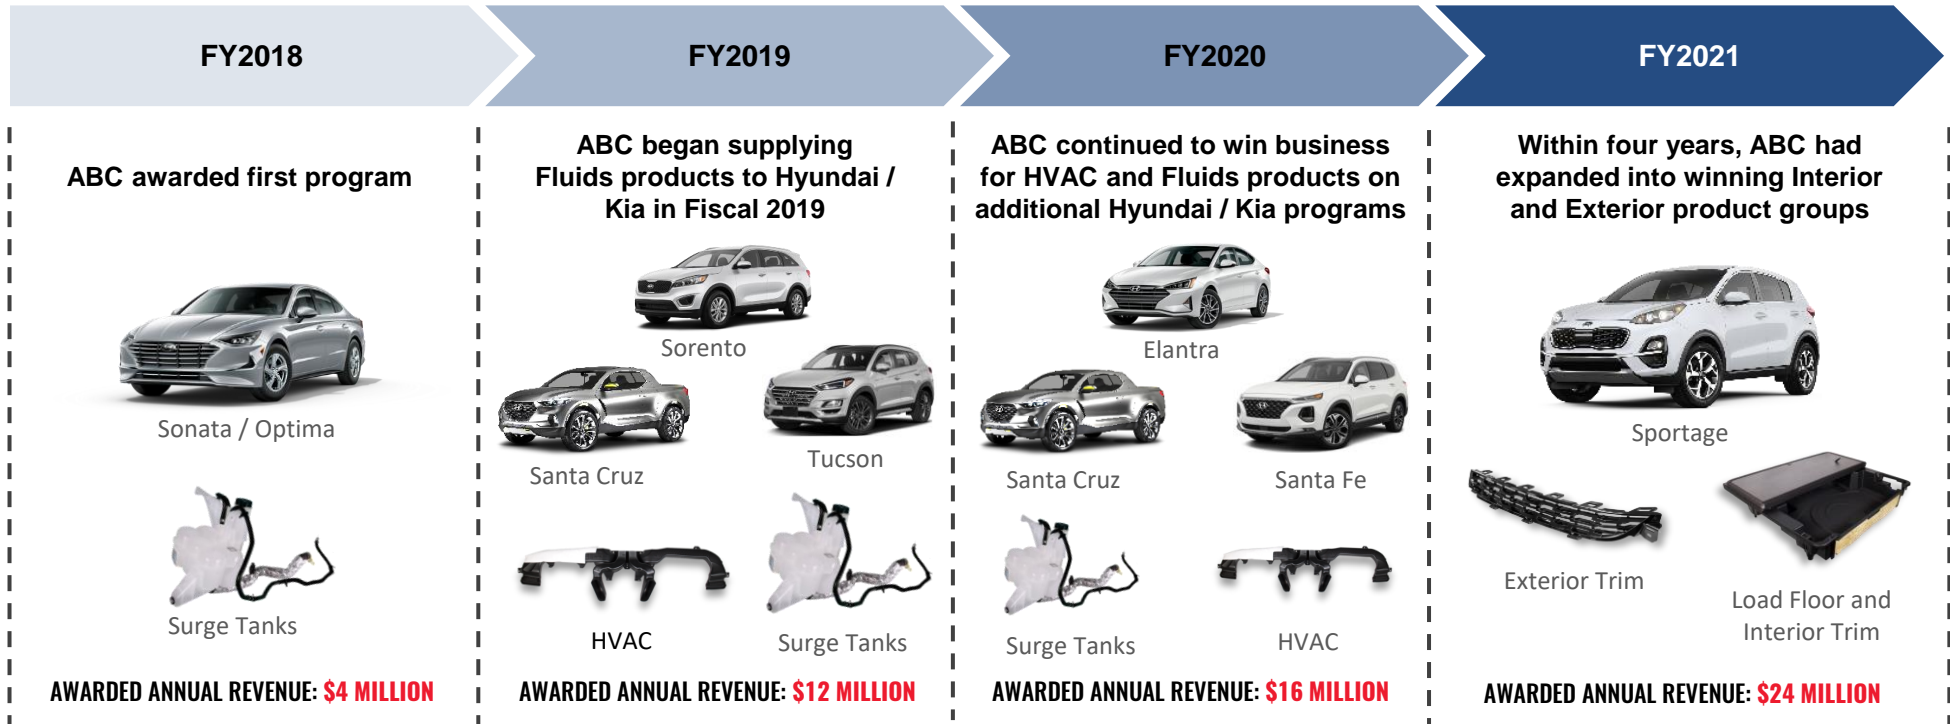 FY2018
FY2019
FY2020
FY2021
ABC awarded first program
Sonata / Optima
Surge Tanks
AWARDED ANNUAL REVENUE: $4 MILLION
ABC began supplying
Fluids products to Hyundai /
Kia in Fiscal 2019
Sorento
Santa Cruz
Tucson
HVAC
Surge Tanks
AWARDED ANNUAL REVENUE: $12 MILLION
ABC continued to win business
for HVAC and Fluids products on
additional Hyundai / Kia programs
Elantra
Santa Cruz
Santa Fe
Surge Tanks
HVAC
AWARDED ANNUAL REVENUE: $16 MILLION
Within four years, ABC had
expanded into winning Interior
and Exterior product groups
Sportage
Exterior Trim
Load Floor and
Interior Trim
AWARDED ANNUAL REVENUE: $24 MILLION